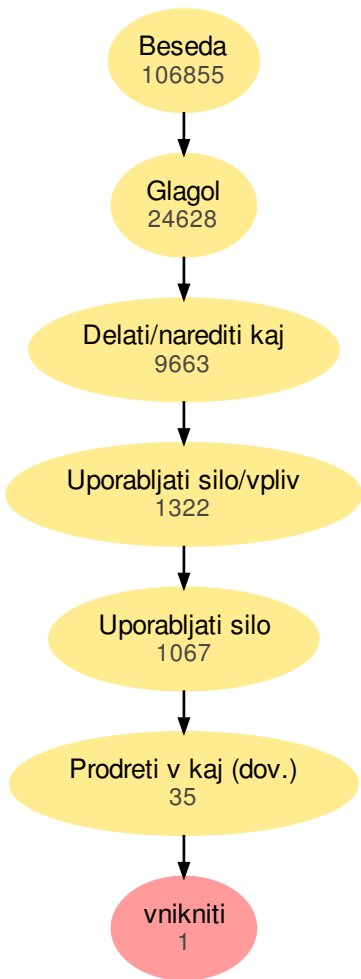 Beseda
106855
Glagol
24628
Delati/narediti kaj
9663
Uporabljati silo/vpliv
1322
Uporabljati silo
1067
Prodreti v kaj (dov.)
35
vnikniti
1